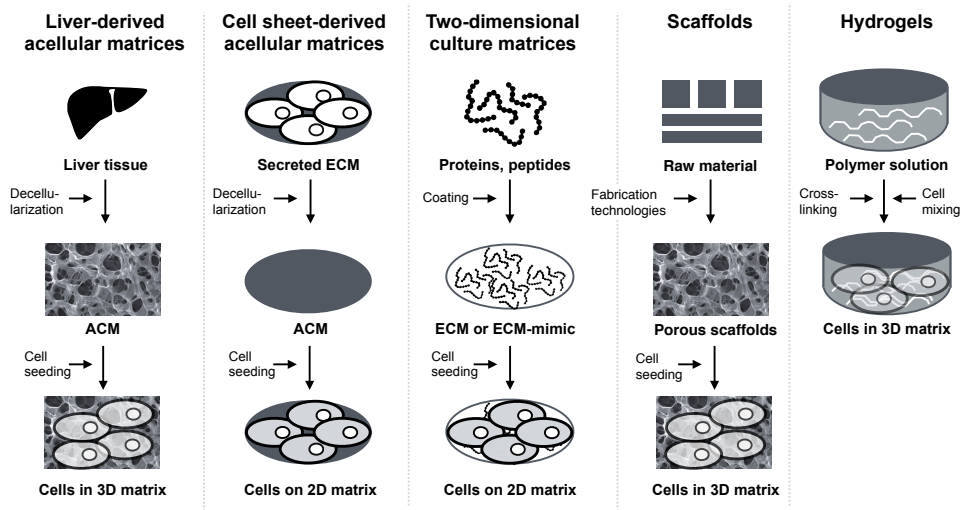 Liver-derived
acellular matrices
Liver tissue
Decellu-
larization
ACM
Cell
seeding
Cells in 3D matrix
Cell sheet-derived
acellular matrices
Secreted ECM
Decellu-
larization
ACM
Cell
seeding
Cells on 2D matrix
Two-dimensional
culture matrices
Proteins, peptides
Coating
ECM or ECM-mimic
Cell
seeding
Cells on 2D matrix
Scaffolds
Raw material
Fabrication
technologies
Porous scaffolds
Cell
seeding
Cells in 3D matrix
Hydrogels
Polymer solution
Cross-
linking
Cell
mixing
Cells in 3D matrix